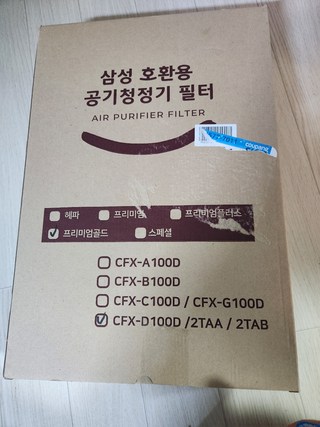 삼성 호환용
공기청정기 필터
AIR PURIFIER FILTER
coupang
헤파 프리미엄 프리미엄플러스
프리미엄골드 스페셜
CFX-A100D
CFX-B100D
CFX-C100D / CFX-G100D
CFX-D100D /2TAA / 2TAB